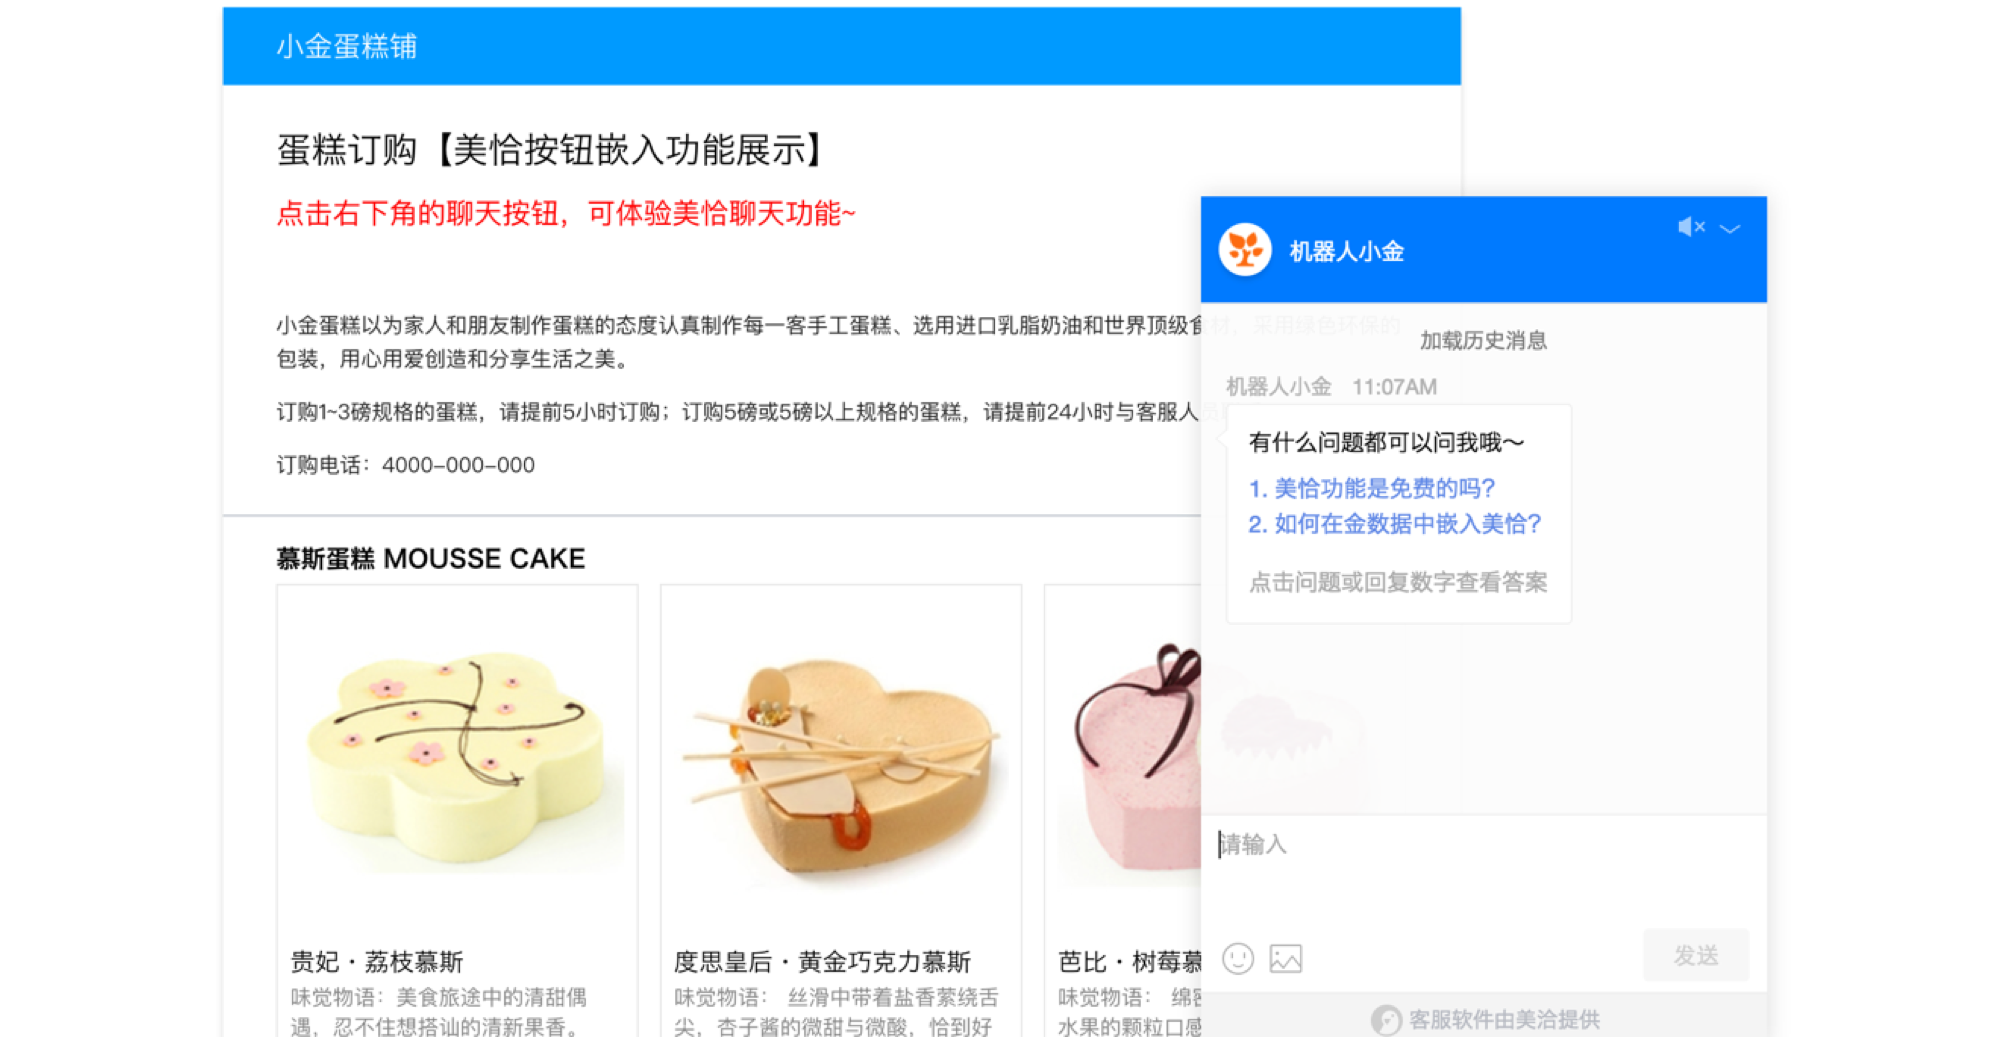 小金蛋糕铺
蛋糕订购【美恰按钮嵌入功能展示】
点击右下角的聊天按钮，可体验美恰聊天功能~
小金蛋糕以为家人和朋友制作蛋糕的态度认真制作每一客手工蛋糕、选用进口乳脂奶油和世界顶级食材，采用绿色环保的
包装，用心用爱创造和分享生活之美。
订购1~3磅规格的蛋糕，请提前5小时订购；订购5磅或5磅以上规格的蛋糕，请提前24小时与客服人员
订购电话：4000-000-000
慕斯蛋糕 MOUSSE CAKE
贵妃・荔枝慕斯
味觉物语：美食旅途中的清甜偶
遇，忍不住想搭讪的清新果香。
度思皇后・黄金巧克力慕斯
味觉物语： 丝滑中带着盐香萦绕舌
尖，杏子酱的微甜与微酸，恰到好
芭比・树莓慕
味觉物语： 绵
水果的颗粒口感
机器人小金
加载历史消息
机器人小金 11:07AM
有什么问题都可以问我哦～
1. 美恰功能是免费的吗？
2. 如何在金数据中嵌入美恰？
点击问题或回复数字查看答案
请输入
发送
客服软件由美洽提供